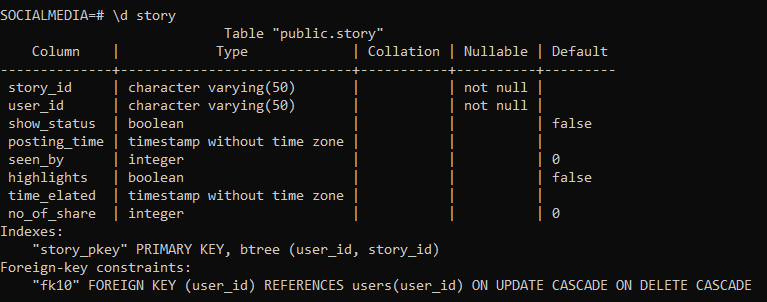 SOCIALMEDIA=# \d story
                            Table "public.story"
    Column    |            Type             | Collation | Nullable | Default
--------------+-----------------------------+-----------+----------+---------
 story_id     | character varying(50)       |           | not null |
 user_id      | character varying(50)       |           | not null |
 show_status  | boolean                     |           |          | false
 posting_time | timestamp without time zone |           |          |
 seen_by      | integer                     |           |          | 0
 highlights   | boolean                     |           |          | false
 time_elated  | timestamp without time zone |           |          |
 no_of_share  | integer                     |           |          | 0
Indexes:
    "story_pkey" PRIMARY KEY, btree (user_id, story_id)
Foreign-key constraints:
    "fk10" FOREIGN KEY (user_id) REFERENCES users(user_id) ON UPDATE CASCADE ON DELETE CASCADE